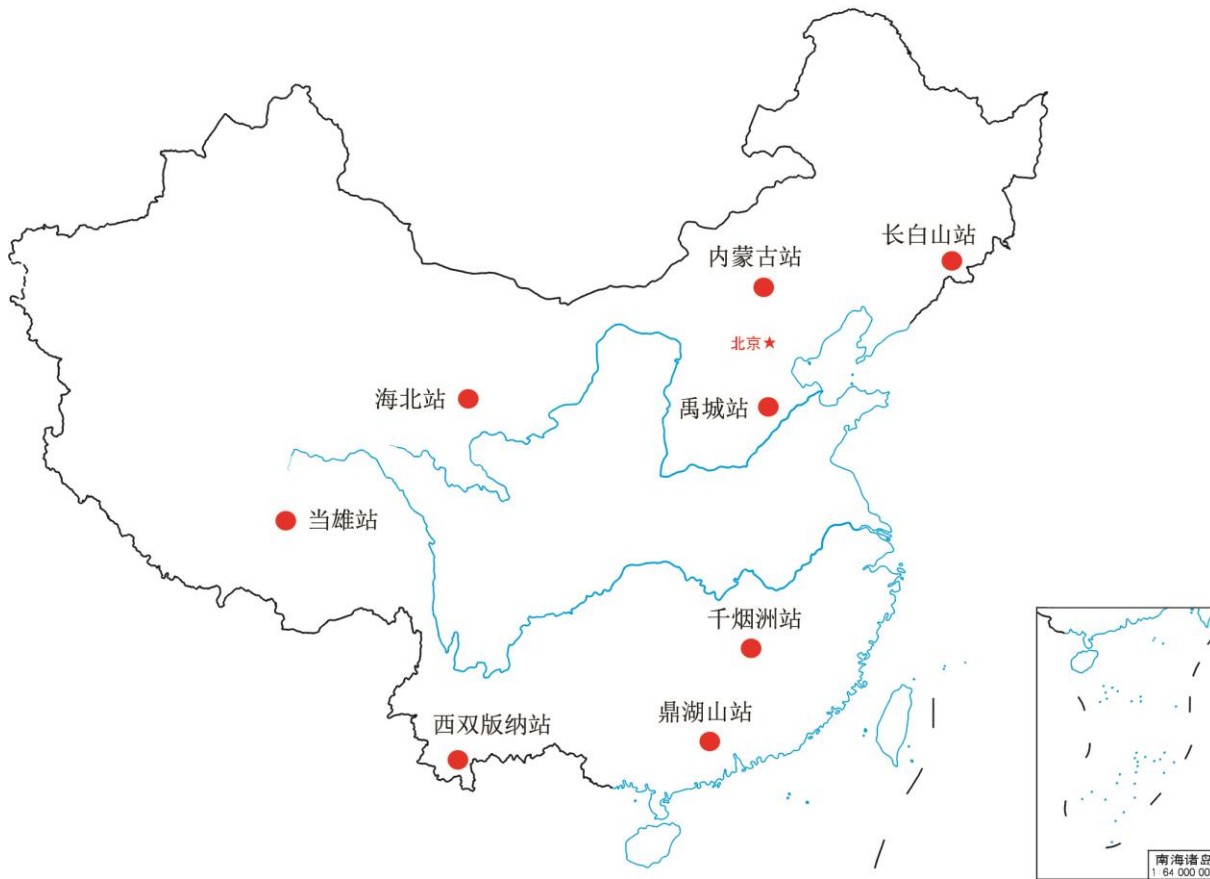 长白山站
内蒙古站
北京
海北站
禹城站
当雄站
千烟洲站
鼎湖山站
西双版纳站
南海诸岛
1:64 000 00